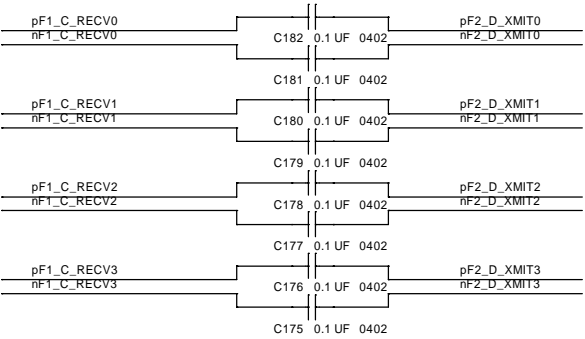 pF1_C_RECV0 pF2_D_XMIT0
nF1_C_RECV0 nF2_D_XMIT0
C182 0.1 UF 0402
C181 0.1 UF 0402
pF1_C_RECV1 pF2_D_XMIT1
nF1_C_RECV1 nF2_D_XMIT1
C180 0.1 UF 0402
C179 0.1 UF 0402
pF1_C_RECV2 pF2_D_XMIT2
nF1_C_RECV2 nF2_D_XMIT2
C178 0.1 UF 0402
C177 0.1 UF 0402
pF1_C_RECV3 pF2_D_XMIT3
nF1_C_RECV3 nF2_D_XMIT3
C176 0.1 UF 0402
C175 0.1 UF 0402